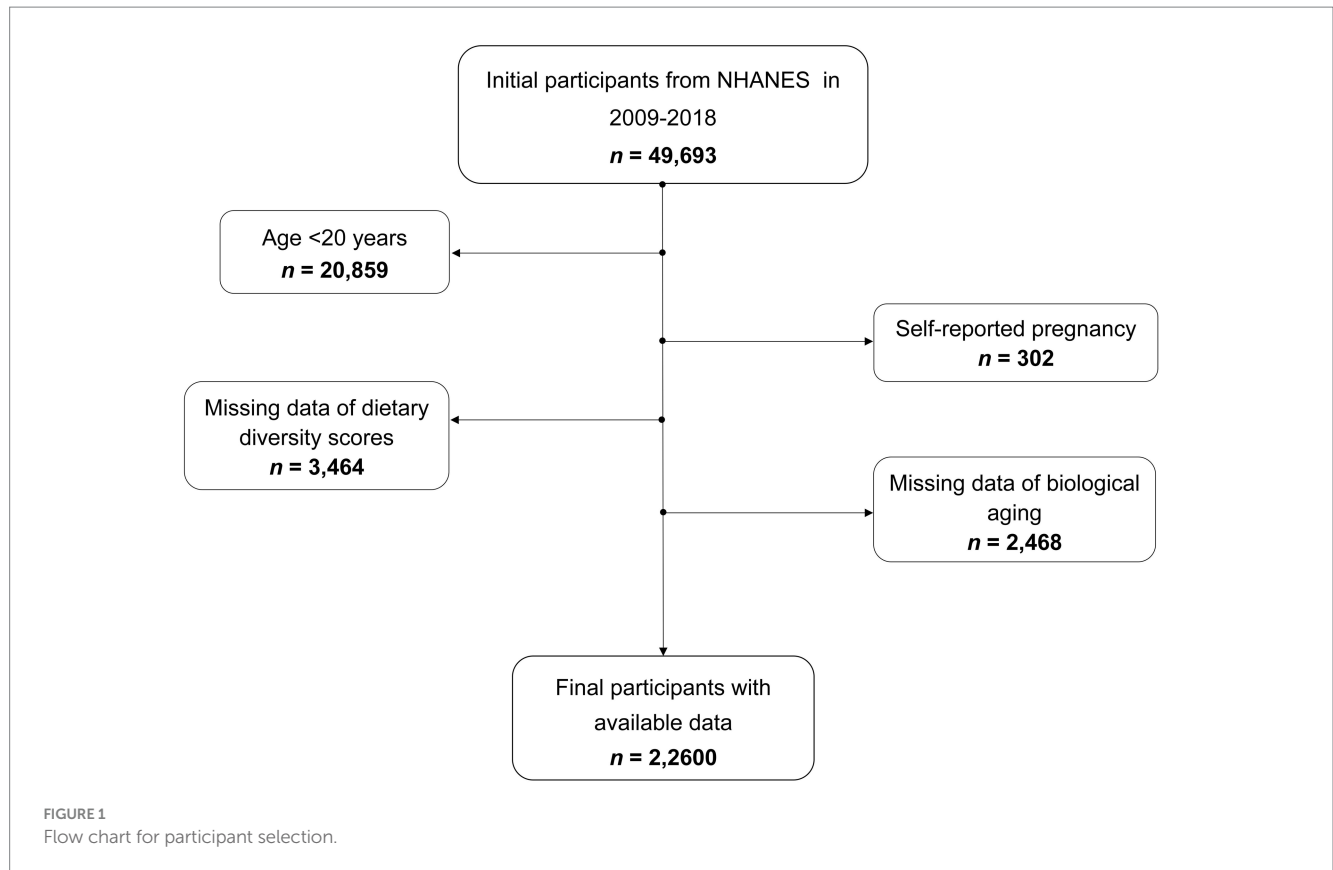 Initial participants from NHANES in
2009-2018
n = 49,693
Age <20 years
n = 20,859
Self-reported pregnancy
n = 302
Missing data of dietary
diversity scores
n = 3,464
Missing data of biological
aging
n = 2,468
Final participants with
available data
n = 2,2600
FIGURE 1
Flow chart for participant selection.